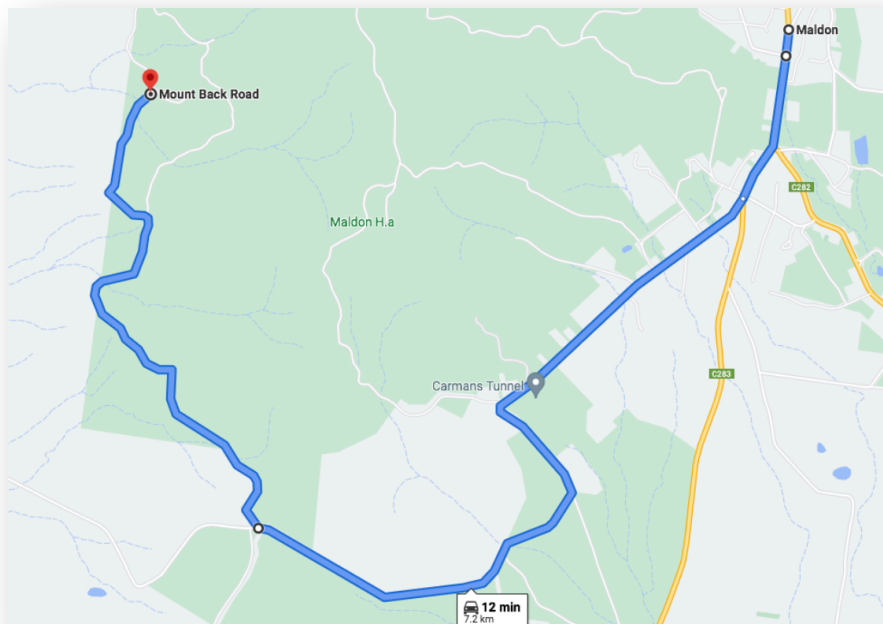 Maldon
Mount Back Road
C282
Maldon H.a
C283
Carmans Tunnel
12 min
7.2 km